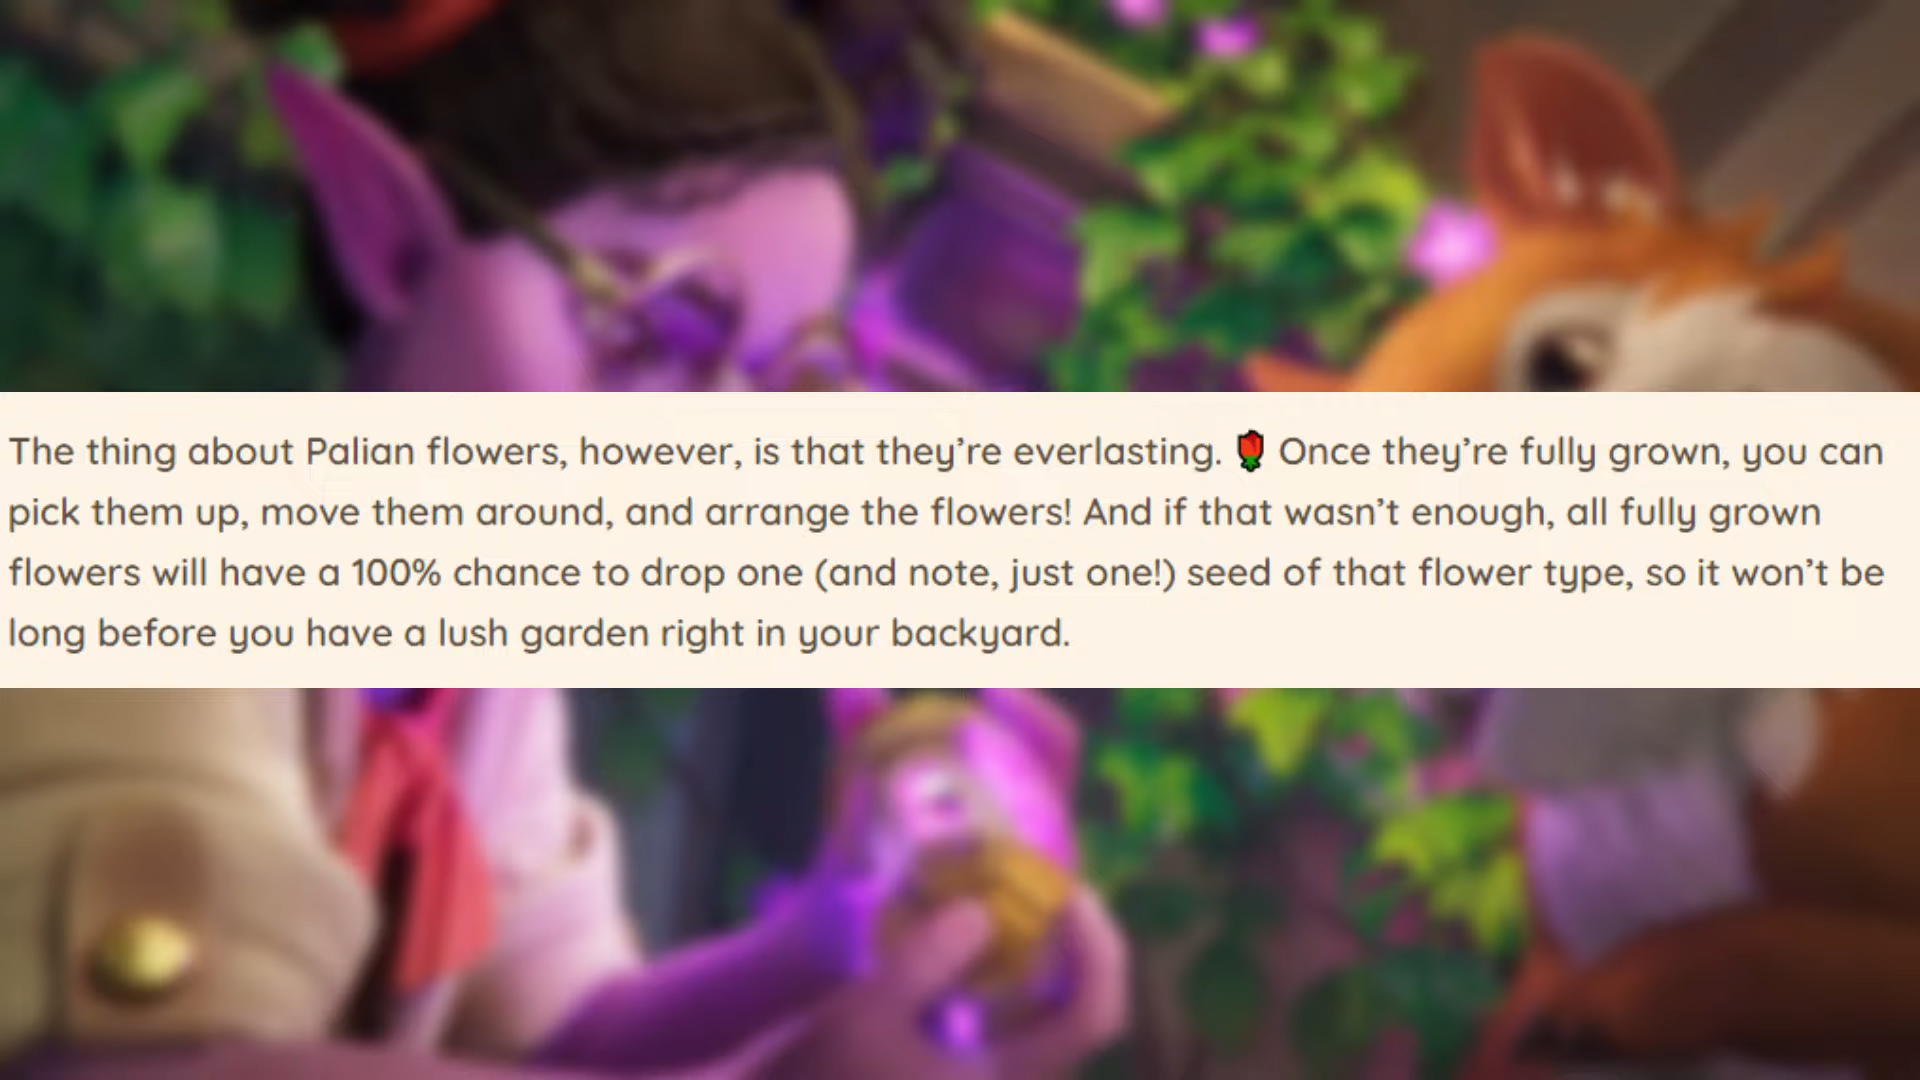 The thing about Palian flowers, however, is that they’re everlasting. 🌹 Once they’re fully grown, you can
pick them up, move them around, and arrange the flowers! And if that wasn’t enough, all fully grown
flowers will have a 100% chance to drop one (and note, just one!) seed of that flower type, so it won’t be
long before you have a lush garden right in your backyard.